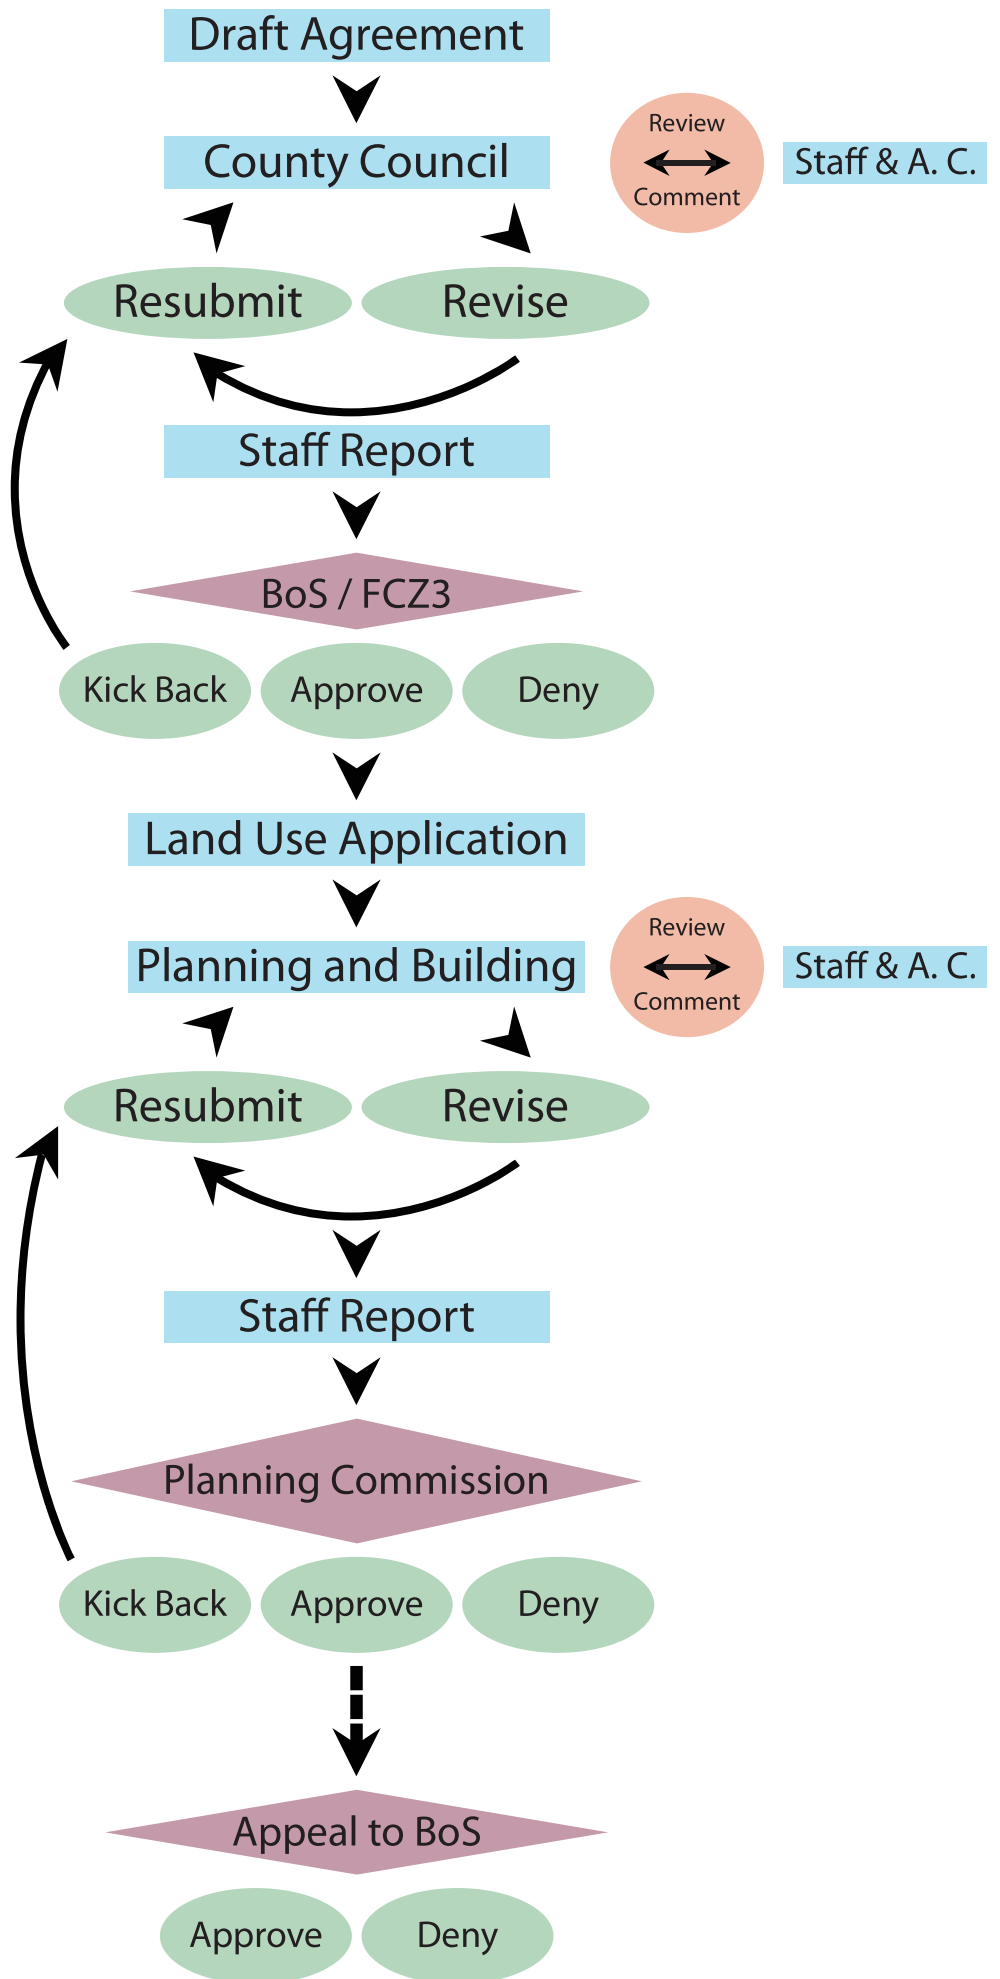 Draft Agreement
County Council
Review
Comment
Staff & A. C.
Resubmit
Revise
Staff Report
BoS / FCZ3
Kick Back
Approve
Deny
Land Use Application
Planning and Building
Review
Comment
Staff & A. C.
Resubmit
Revise
Staff Report
Planning Commission
Kick Back
Approve
Deny
Appeal to BoS
Approve
Deny